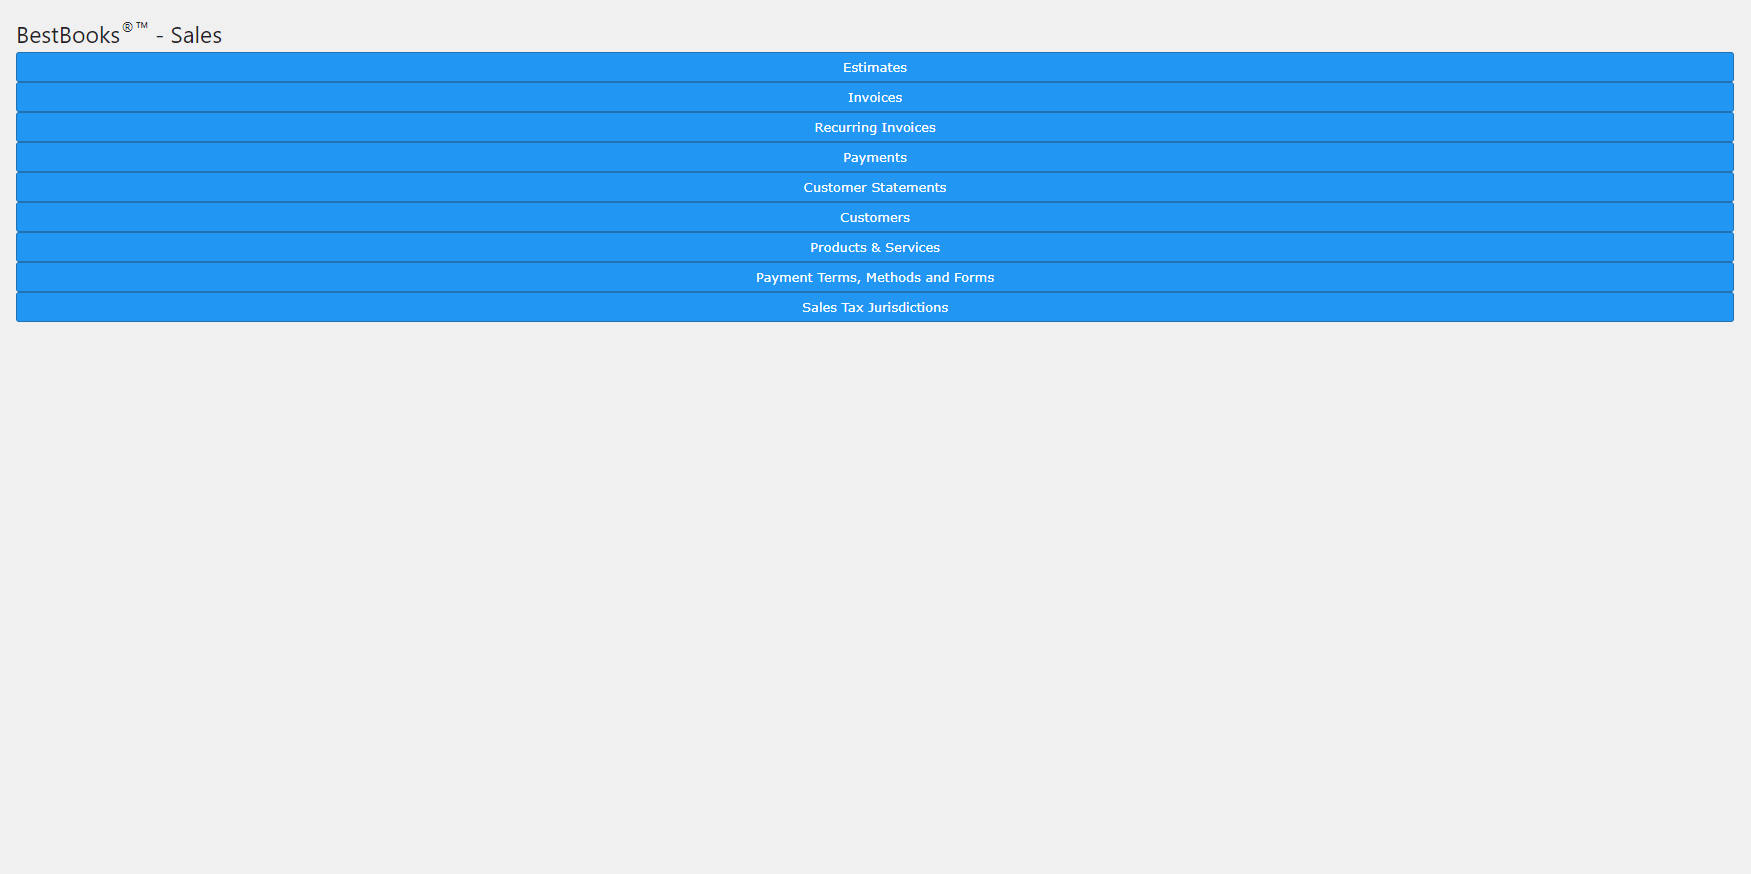 BestBooks®™ - Sales
Estimates
Invoices
Recurring Invoices
Payments
Customer Statements
Customers
Products & Services
Payment Terms, Methods and Forms
Sales Tax Jurisdictions